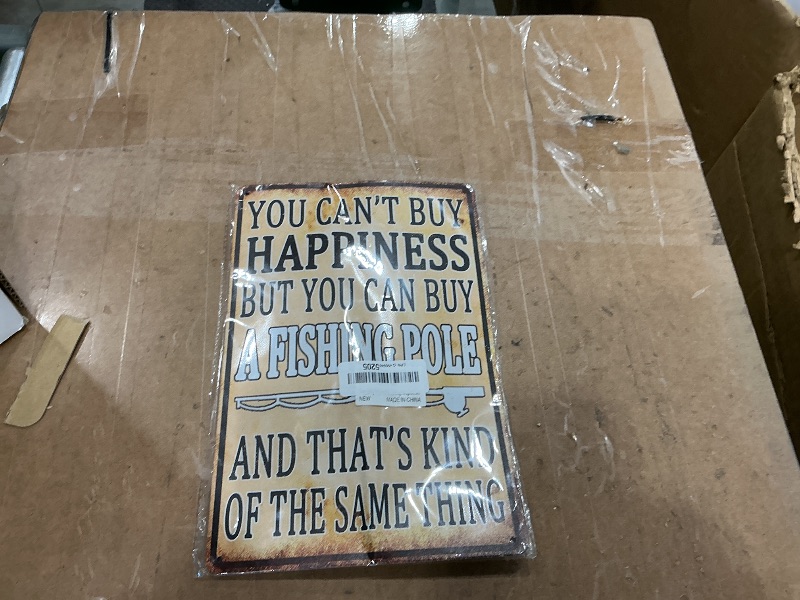 YOU CAN'T BUY
HAPPINESS
BUT YOU CAN BUY
A FISHING POLE
NEW MADE IN CHINA
AND THAT'S KIND
OF THE SAME THING